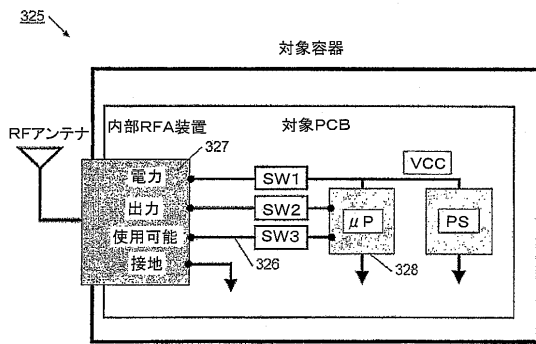 325
対象容器
内部RFA装置
対象PCB
327
RFアンテナ
電力
SW1
VCC
出力
SW2
μP
PS
使用可能
SW3
326
328
接地